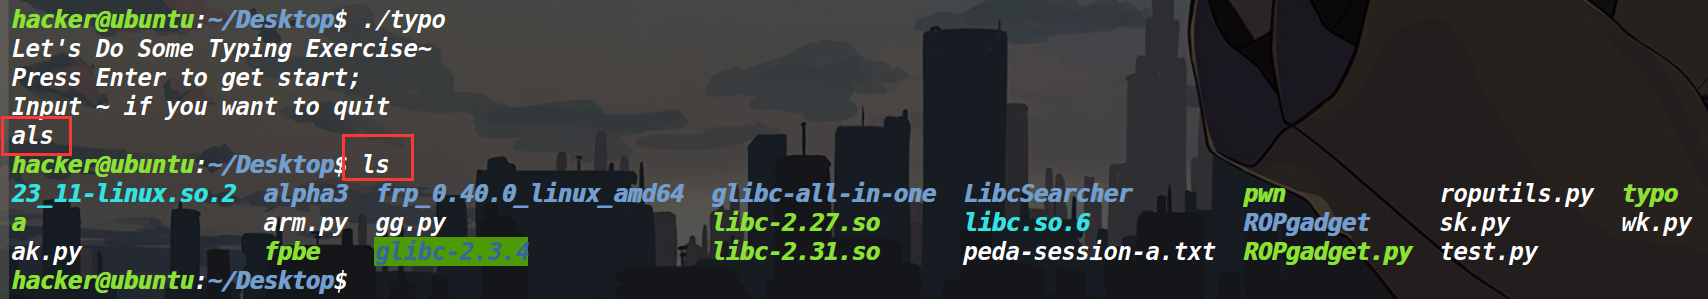 hacker@ubuntu:~/Desktop$ ./typo
Let's Do Some Typing Exercise~
Press Enter to get start;
Input ~ if you want to quit
als
hacker@ubuntu:~/Desktop$ ls
23_11-linux.so.2 alpha3 frp_0.40.0_linux_amd64 glibc-all-in-one LibcSearcher pwn roputils.py typo
a arm.py gg.py libc-2.27.so libc.so.6 ROPgadget sk.py wk.py
ak.py fpbe glibc-2.3.4 libc-2.31.so peda-session-a.txt ROPgadget.py test.py
hacker@ubuntu:~/Desktop$